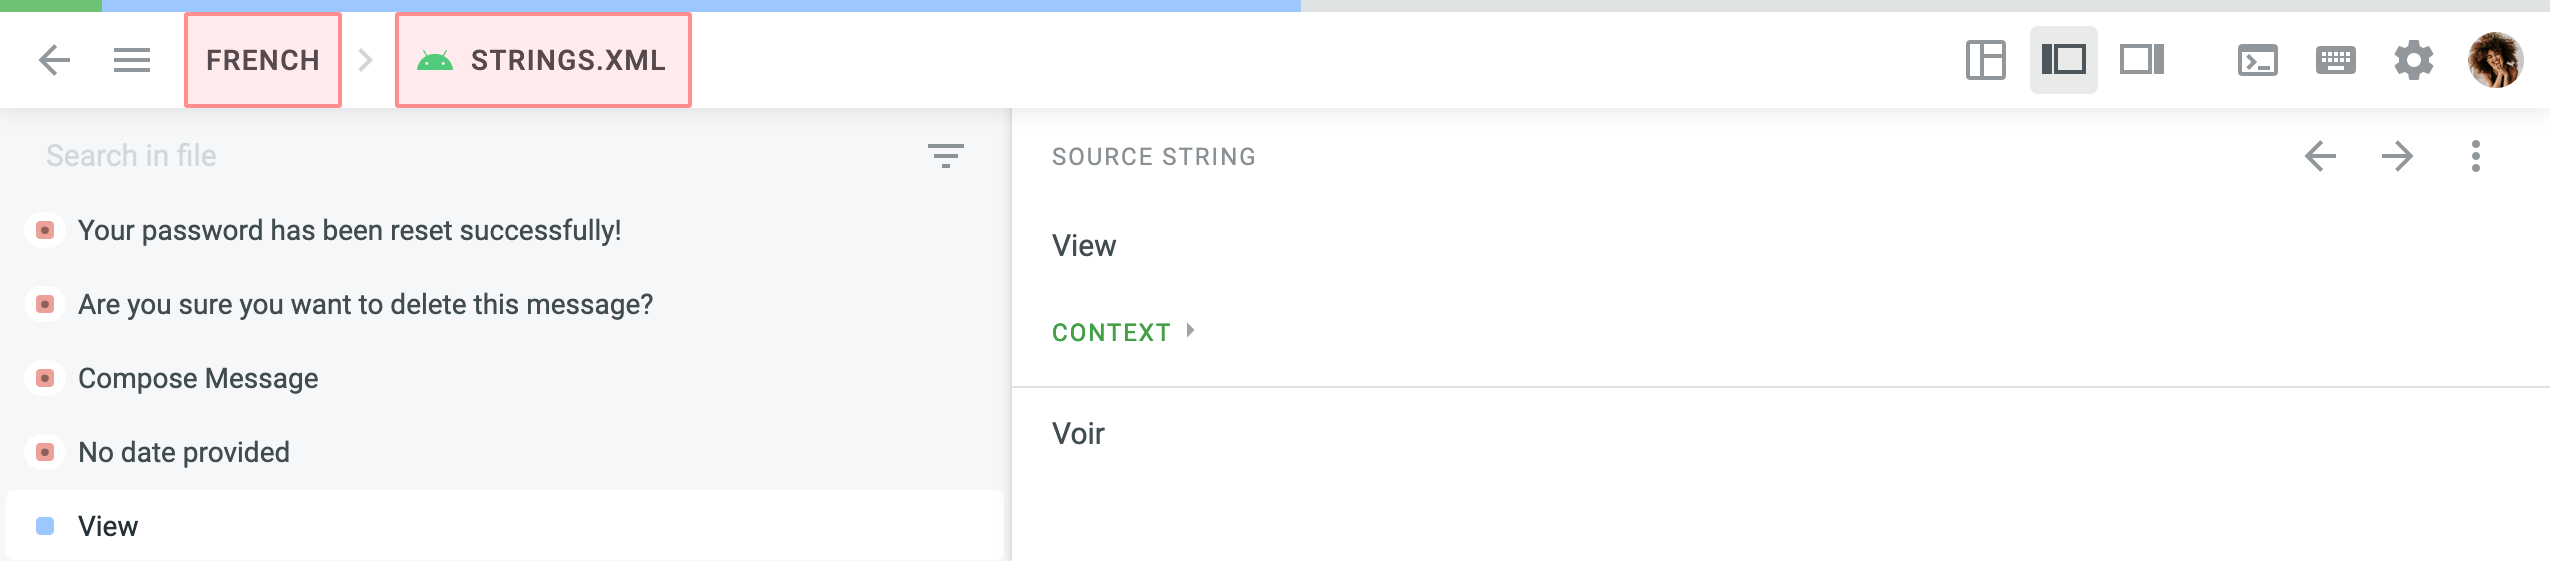 FRENCH
STRINGS.XML
Search in file
Your password has been reset successfully!
Are you sure you want to delete this message?
Compose Message
No date provided
View
SOURCE STRING
View
CONTEXT
Voir